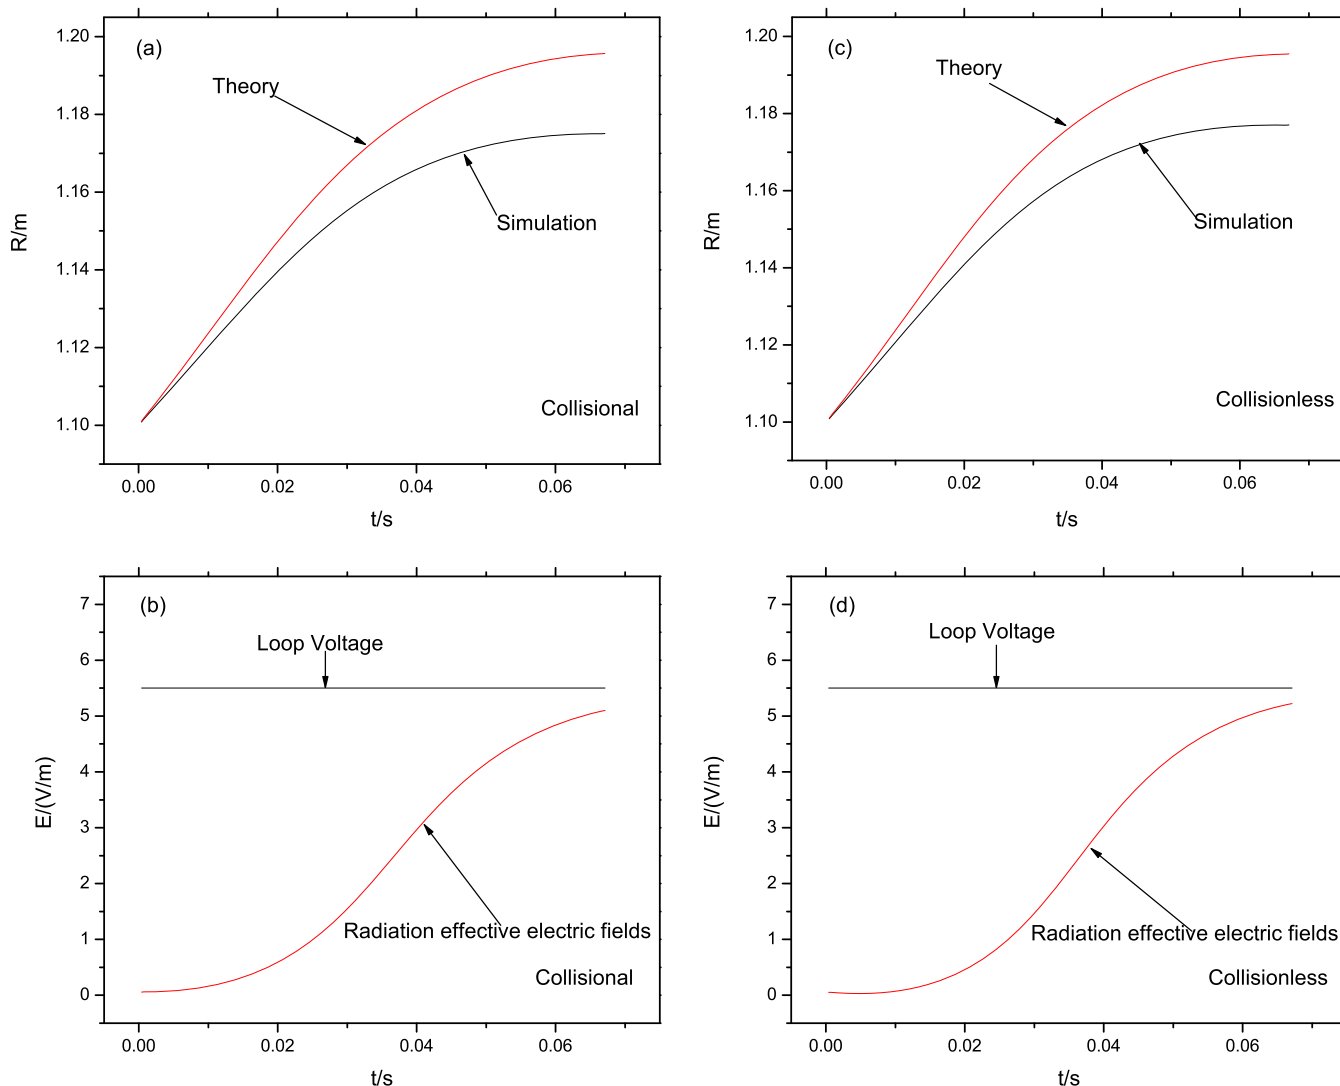 (a)
1.20
1.18
1.16
1.14
1.12
1.10
R/m
Theory
Simulation
Collisional
0.00 0.02 0.04 0.06
t/s
(c)
1.20
1.18
1.16
1.14
1.12
1.10
R/m
Theory
Simulation
Collisionless
0.00 0.02 0.04 0.06
t/s
(b)
7
6
5
4
3
2
1
0
E/(V/m)
Loop Voltage
Radiation effective electric fields
Collisional
0.00 0.02 0.04 0.06
t/s
(d)
7
6
5
4
3
2
1
0
E/(V/m)
Loop Voltage
Radiation effective electric fields
Collisionless
0.00 0.02 0.04 0.06
t/s